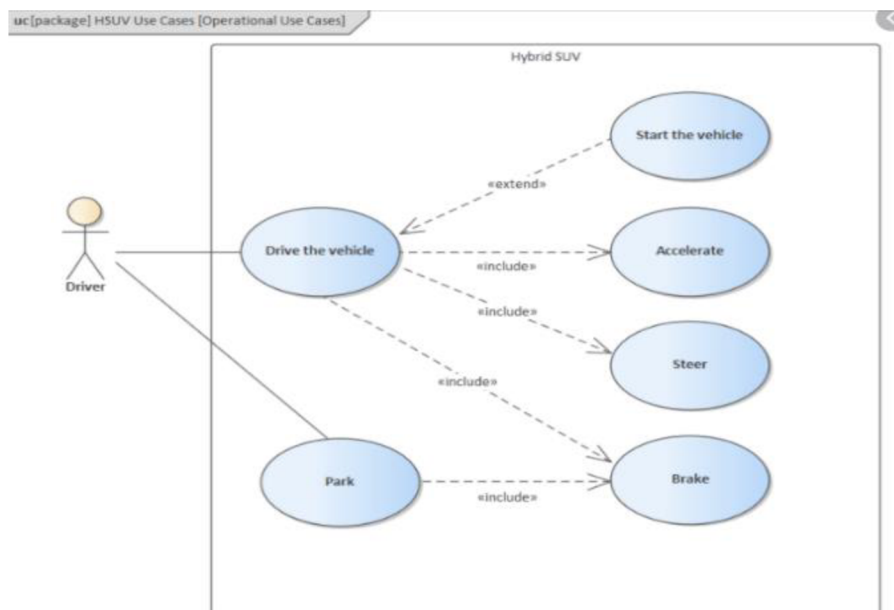 uc [package] HSUV Use Cases [Operational Use Cases]
Hybrid SUV
Start the vehicle
«extend»
Drive the vehicle
Accelerate
«include»
Driver
«include»
Steer
«include»
Park
Brake
«include»